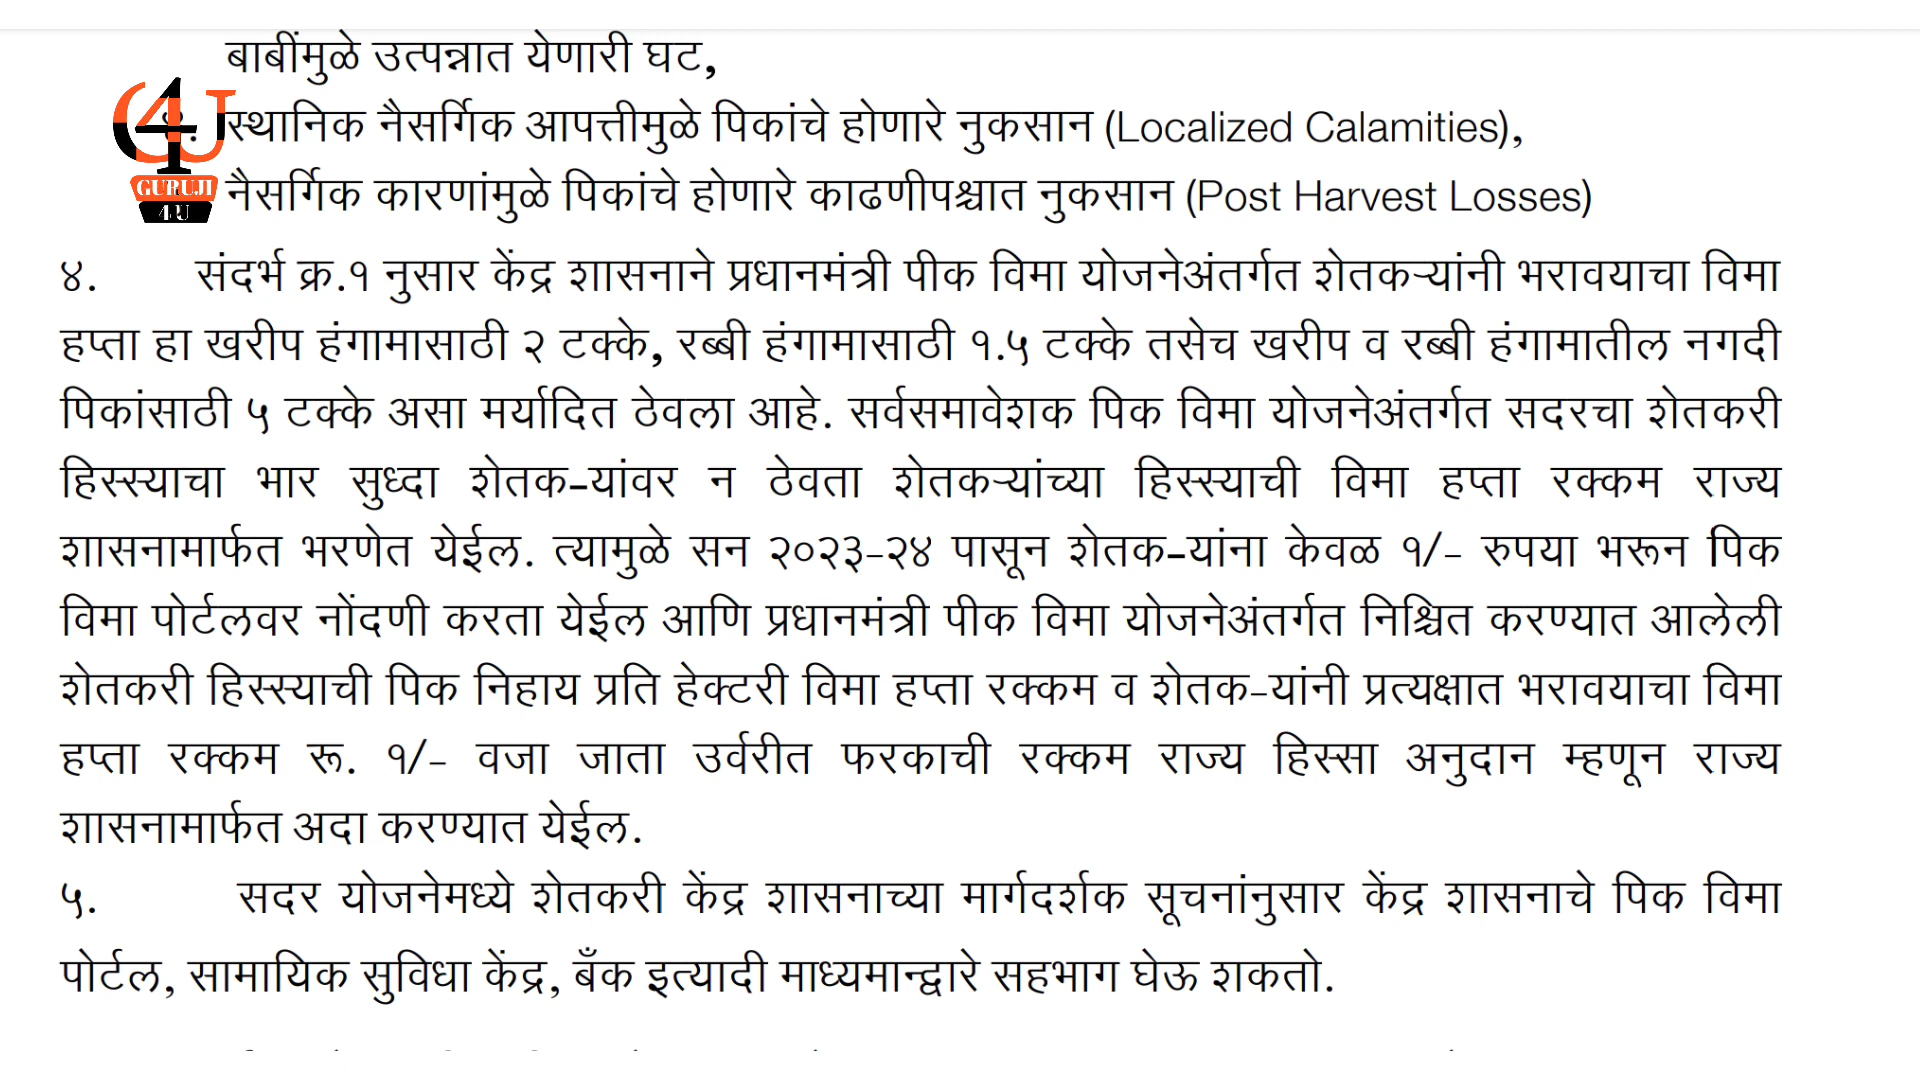 बाबींमुळे उत्पन्नात येणारी घट,
स्थानिक नैसर्गिक आपत्तीमुळे पिकांचे होणारे नुकसान (Localized Calamities),
नैसर्गिक कारणांमुळे पिकांचे होणारे काढणीपश्चात नुकसान (Post Harvest Losses)
4U
GURUJI
4U
४. संदर्भ क्र.१ नुसार केंद्र शासनाने प्रधानमंत्री पीक विमा योजनेअंतर्गत शेतकऱ्यांनी भरावयाचा विमा
हप्ता हा खरीप हंगामासाठी २ टक्के, रब्बी हंगामासाठी १.५ टक्के तसेच खरीप व रब्बी हंगामातील नगदी
पिकांसाठी ५ टक्के असा मर्यादित ठेवला आहे. सर्वसमावेशक पिक विमा योजनेअंतर्गत सदरचा शेतकरी
हिस्स्याचा भार सुध्दा शेतक-यांवर न ठेवता शेतकऱ्यांच्या हिस्स्याची विमा हप्ता रक्कम राज्य
शासनामार्फत भरणेत येईल. त्यामुळे सन २०२३-२४ पासून शेतक-यांना केवळ १/- रुपया भरून पिक
विमा पोर्टलवर नोंदणी करता येईल आणि प्रधानमंत्री पीक विमा योजनेअंतर्गत निश्चित करण्यात आलेली
शेतकरी हिस्स्याची पिक निहाय प्रति हेक्टरी विमा हप्ता रक्कम व शेतक-यांनी प्रत्यक्षात भरावयाचा विमा
हप्ता रक्कम रू. १/- वजा जाता उर्वरीत फरकाची रक्कम राज्य हिस्सा अनुदान म्हणून राज्य
शासनामार्फत अदा करण्यात येईल.
५. सदर योजनेमध्ये शेतकरी केंद्र शासनाच्या मार्गदर्शक सूचनांनुसार केंद्र शासनाचे पिक विमा
पोर्टल, सामायिक सुविधा केंद्र, बँक इत्यादी माध्यमान्द्वारे सहभाग घेऊ शकतो.